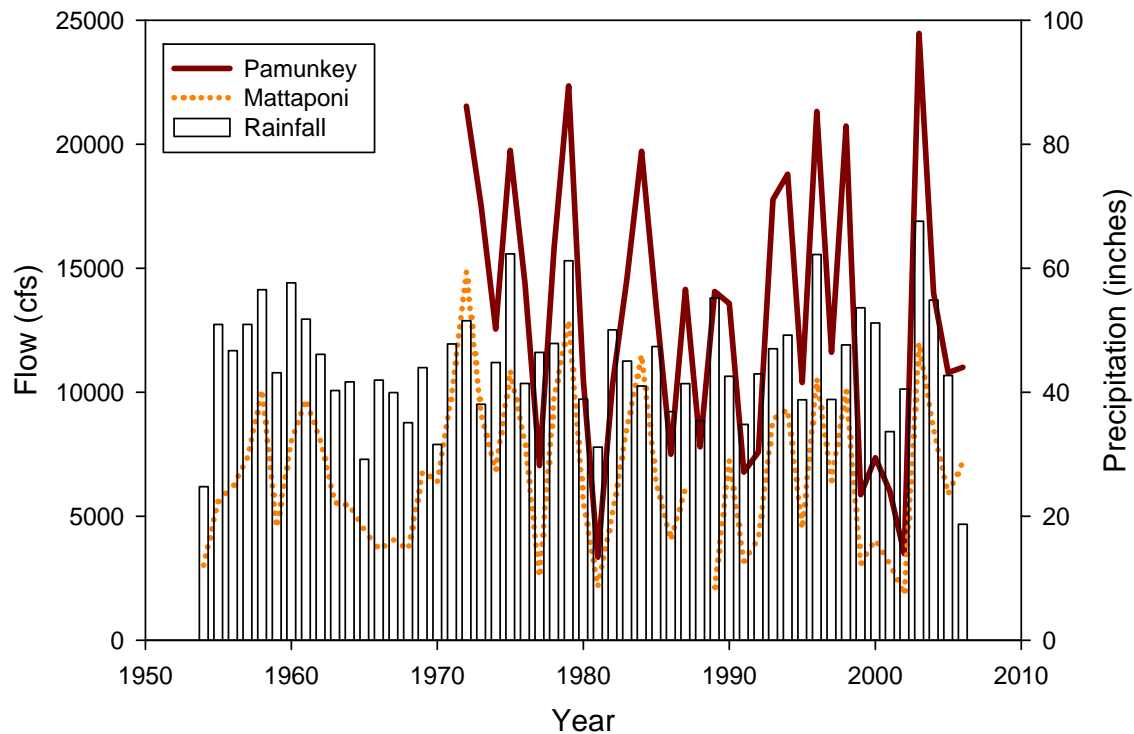 25000
20000
15000
10000
5000
0
Flow (cfs)
Pamunkey
Mattaponi
Rainfall
100
80
60
40
20
0
Precipitation (inches)
1950 1960 1970 1980 1990 2000 2010
Year